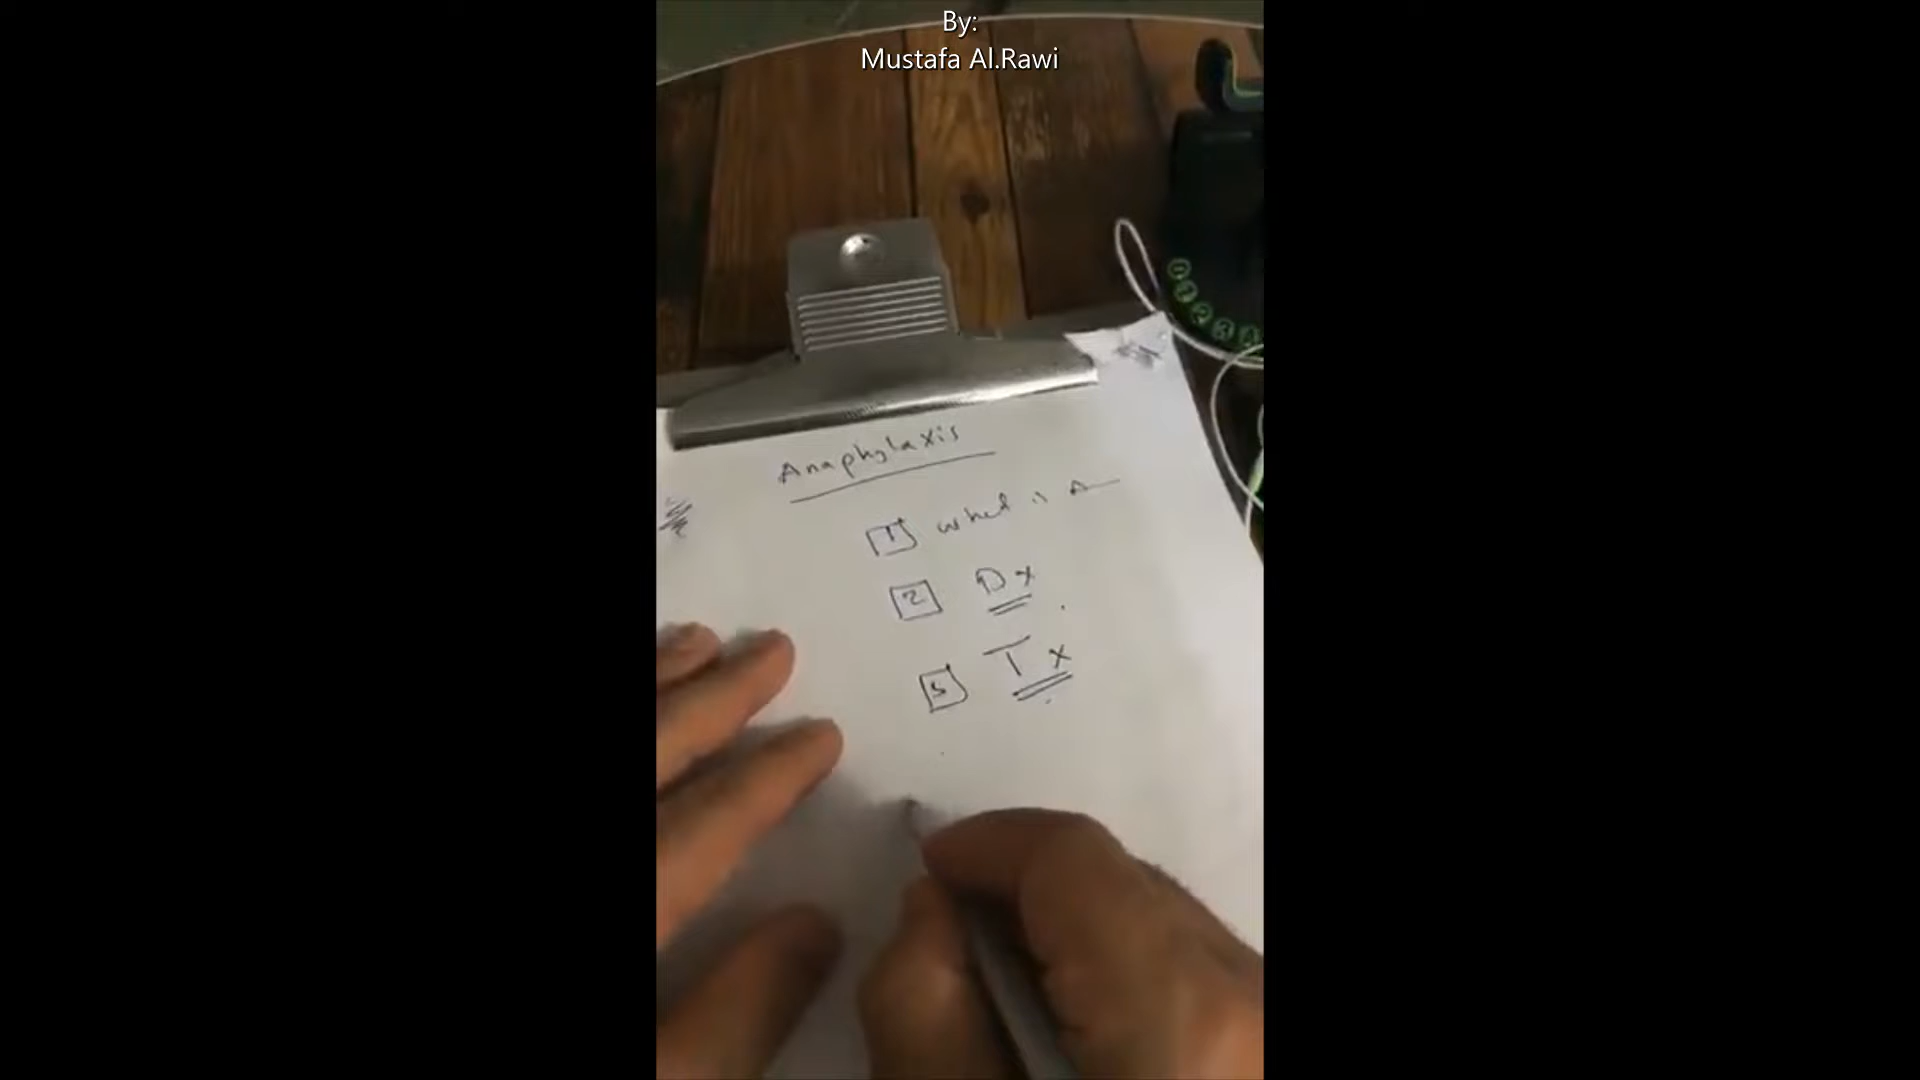 By:
Mustafa Al.Rawi
Anaphylaxis
1 what is A
2 Dx
3 Tx